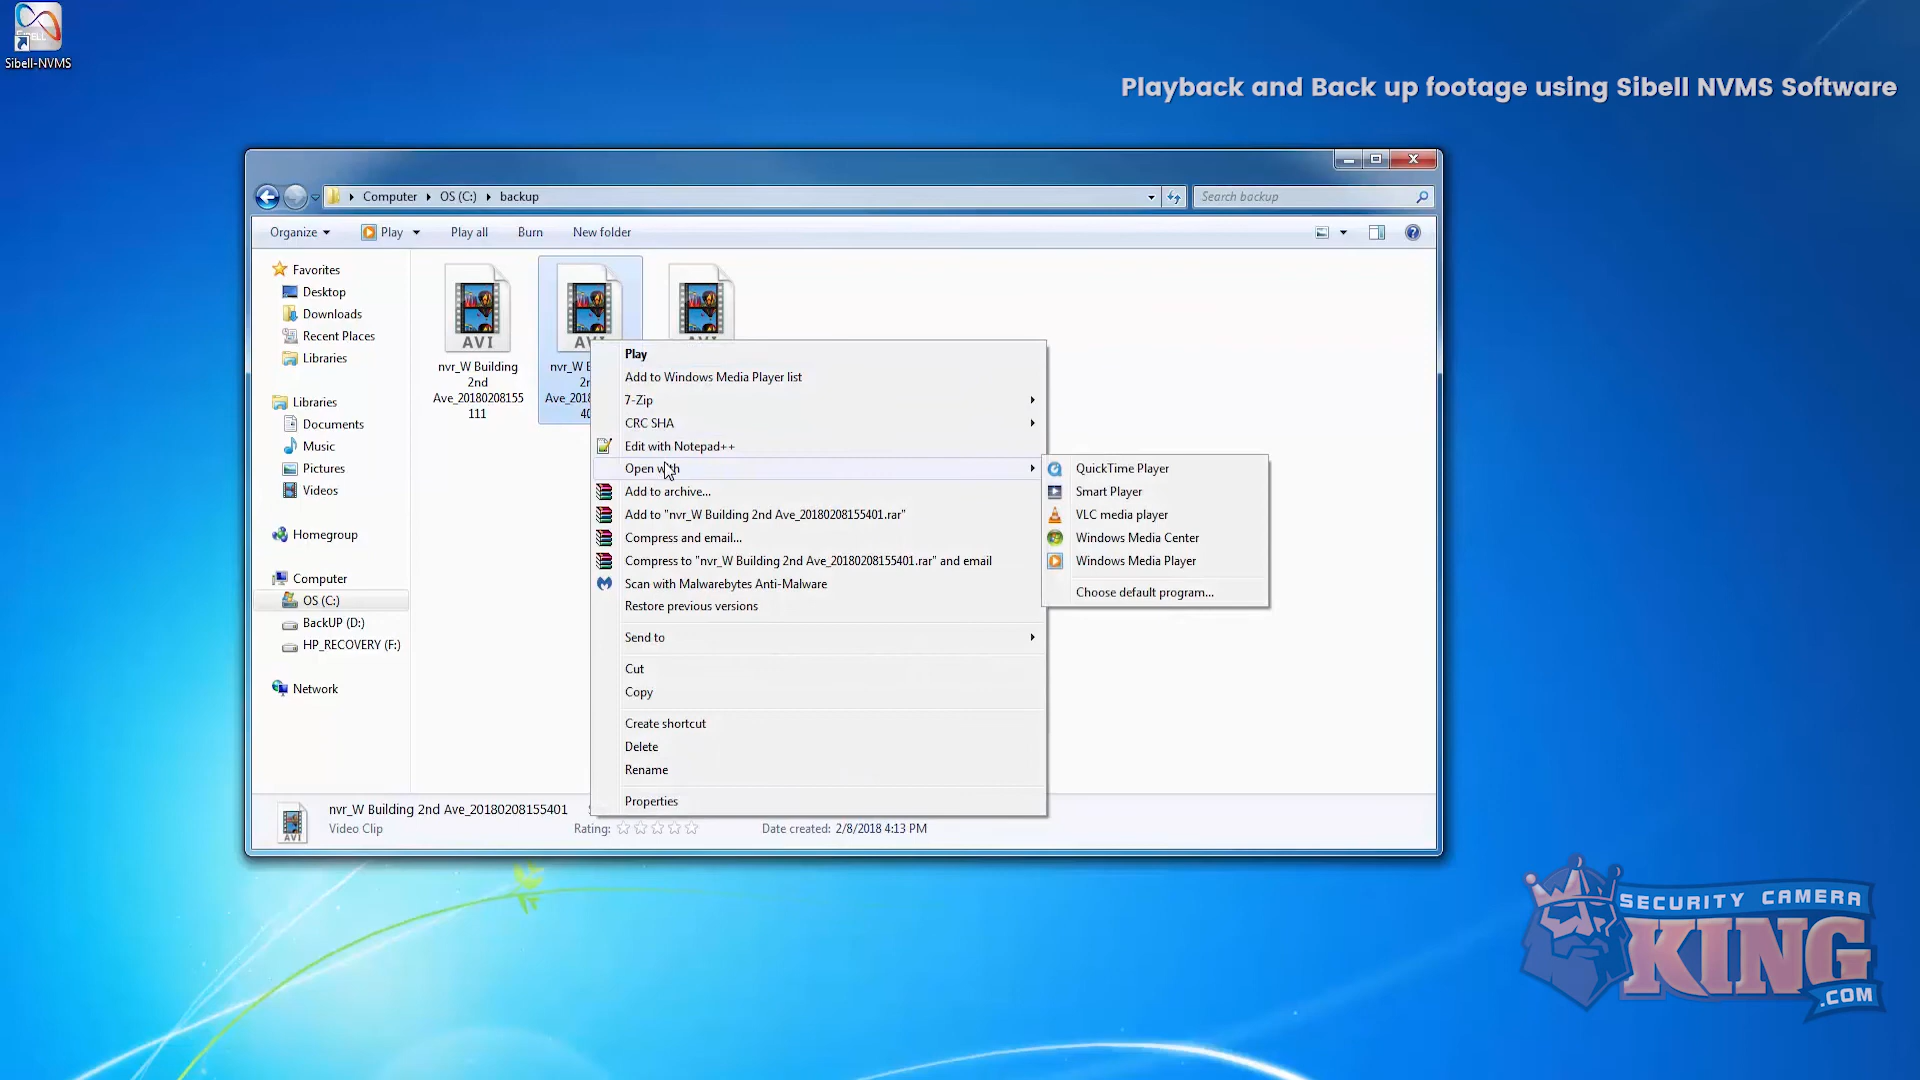 Sibell-NVMS
Playback and Back up footage using Sibell NVMS Software
Computer OS (C:) backup
Search backup
Organize Play Play all Burn New folder
Favorites
Desktop
Downloads
Recent Places
Libraries
Libraries
Documents
Music
Pictures
Videos
Homegroup
Computer
OS (C:)
BackUP (D:)
HP_RECOVERY (F:)
Network
AVI
nvr_W Building
2nd
Ave_20180208155
111
Play
Add to Windows Media Player list
7-Zip
CRC SHA
Edit with Notepad++
Open with
Add to archive...
Add to "nvr_W Building 2nd Ave_20180208155401.rar"
Compress and email...
Compress to "nvr_W Building 2nd Ave_20180208155401.rar" and email
Scan with Malwarebytes Anti-Malware
Restore previous versions
Send to
Cut
Copy
Create shortcut
Delete
Rename
Properties
QuickTime Player
Smart Player
VLC media player
Windows Media Center
Windows Media Player
Choose default program...
nvr_W Building 2nd Ave_20180208155401
Video Clip
AVI
Rating:
Date created: 2/8/2018 4:13 PM
SECURITY CAMERA
KING
.COM